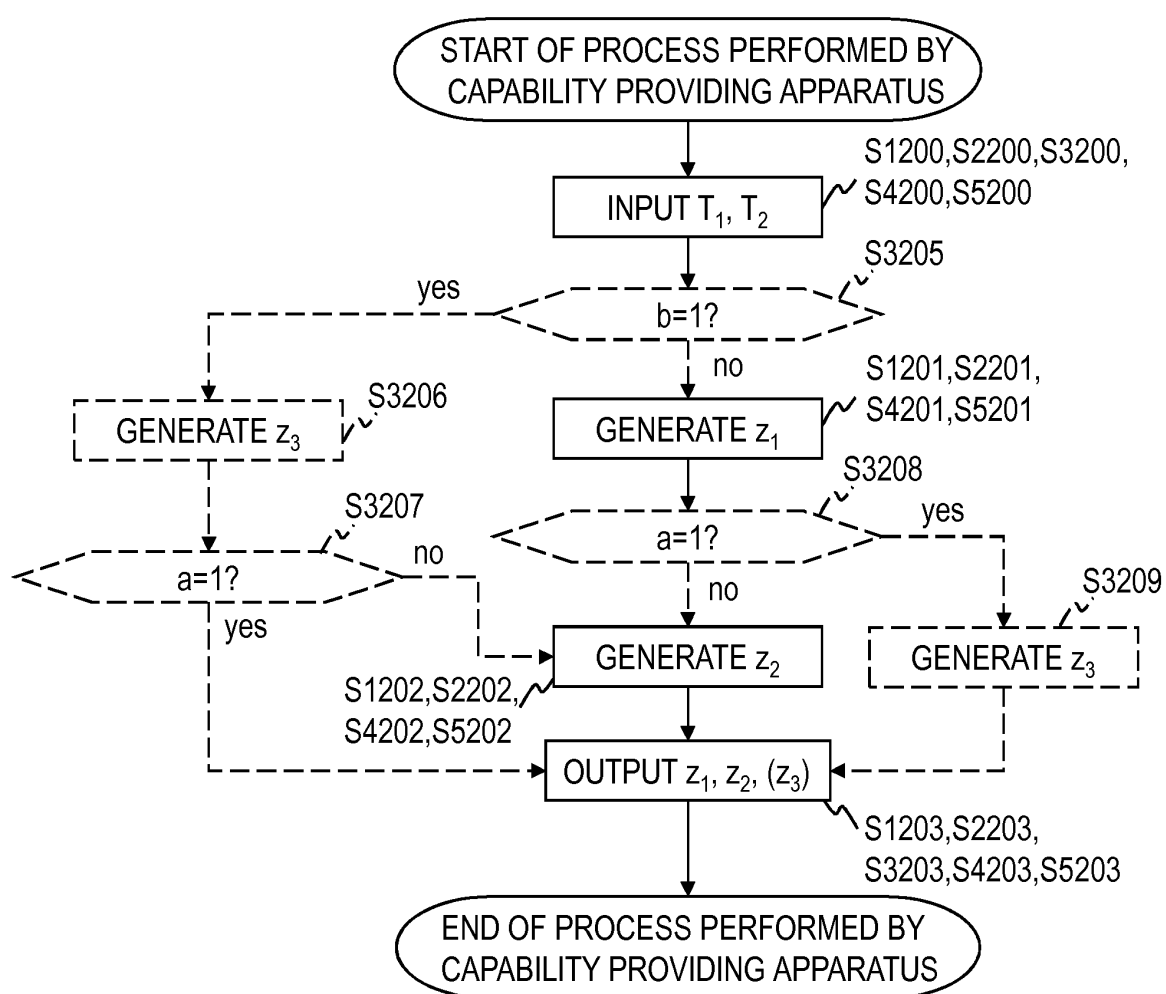 START OF PROCESS PERFORMED BY
CAPABILITY PROVIDING APPARATUS
S1200,S2200,S3200,
S4200,S5200
INPUT T₁, T₂
S3205
yes
b=1?
no
S1201,S2201,
S4201,S5201
S3206
GENERATE z₃
GENERATE z₁
S3208
S3207
yes
a=1?
no
a=1?
no
S3209
yes
GENERATE z₂
GENERATE z₃
S1202,S2202,
S4202,S5202
OUTPUT z₁, z₂, (z₃)
S1203,S2203,
S3203,S4203,S5203
END OF PROCESS PERFORMED BY
CAPABILITY PROVIDING APPARATUS